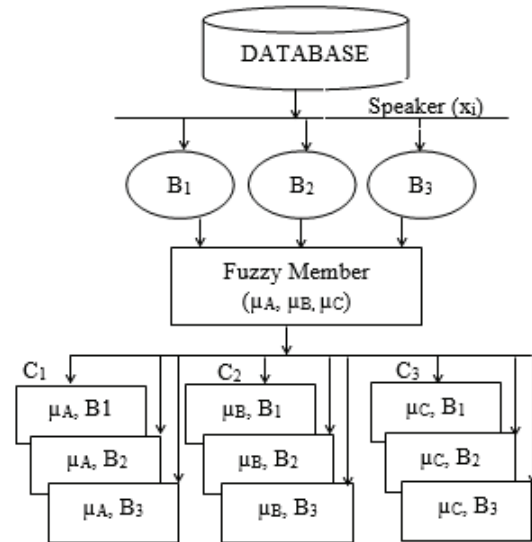 DATABASE
Speaker (xi)
B1 B2 B3
Fuzzy Member
(μA, μB, μC)
C1 C2 C3
μA, B1 μB, B1 μC, B1
μA, B2 μB, B2 μC, B2
μA, B3 μB, B3 μC, B3